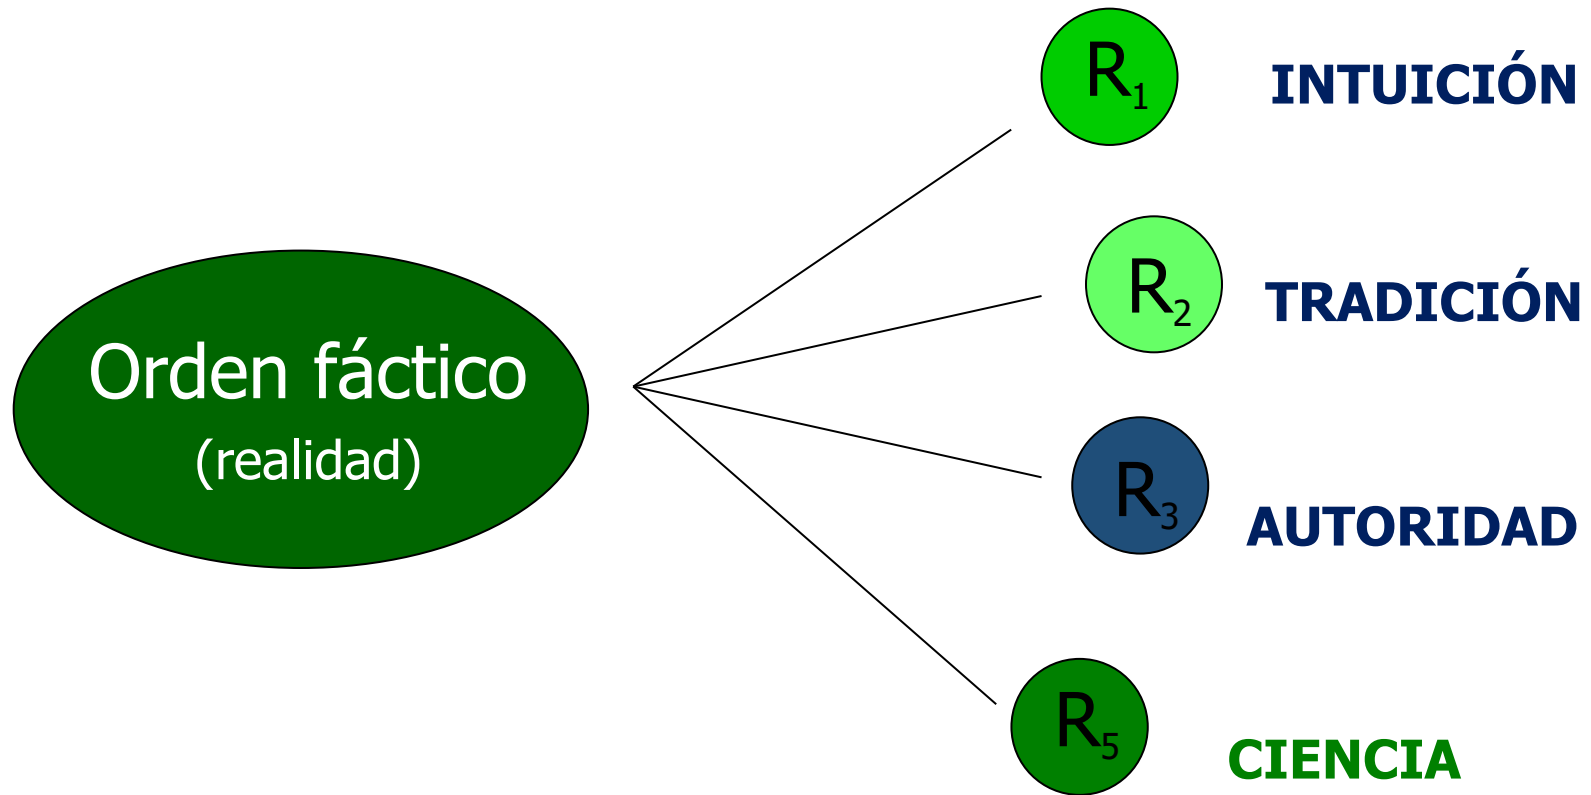 R₁ INTUICIÓN
R₂ TRADICIÓN
Orden fáctico
(realidad)
R₃ AUTORIDAD
R₅ CIENCIA